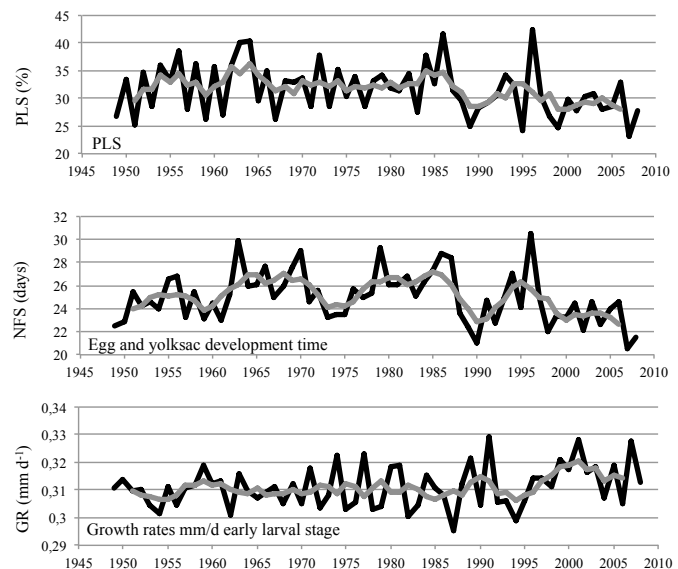 45
40
35
30
25
20
PLS (%)
PLS
1945 1950 1955 1960 1965 1970 1975 1980 1985 1990 1995 2000 2005 2010
32
30
28
26
24
22
20
NFS (days)
Egg and yolksac development time
1945 1950 1955 1960 1965 1970 1975 1980 1985 1990 1995 2000 2005 2010
0,34
0,33
0,32
0,31
0,3
0,29
GR (mm d-1)
Growth rates mm/d early larval stage
1945 1950 1955 1960 1965 1970 1975 1980 1985 1990 1995 2000 2005 2010